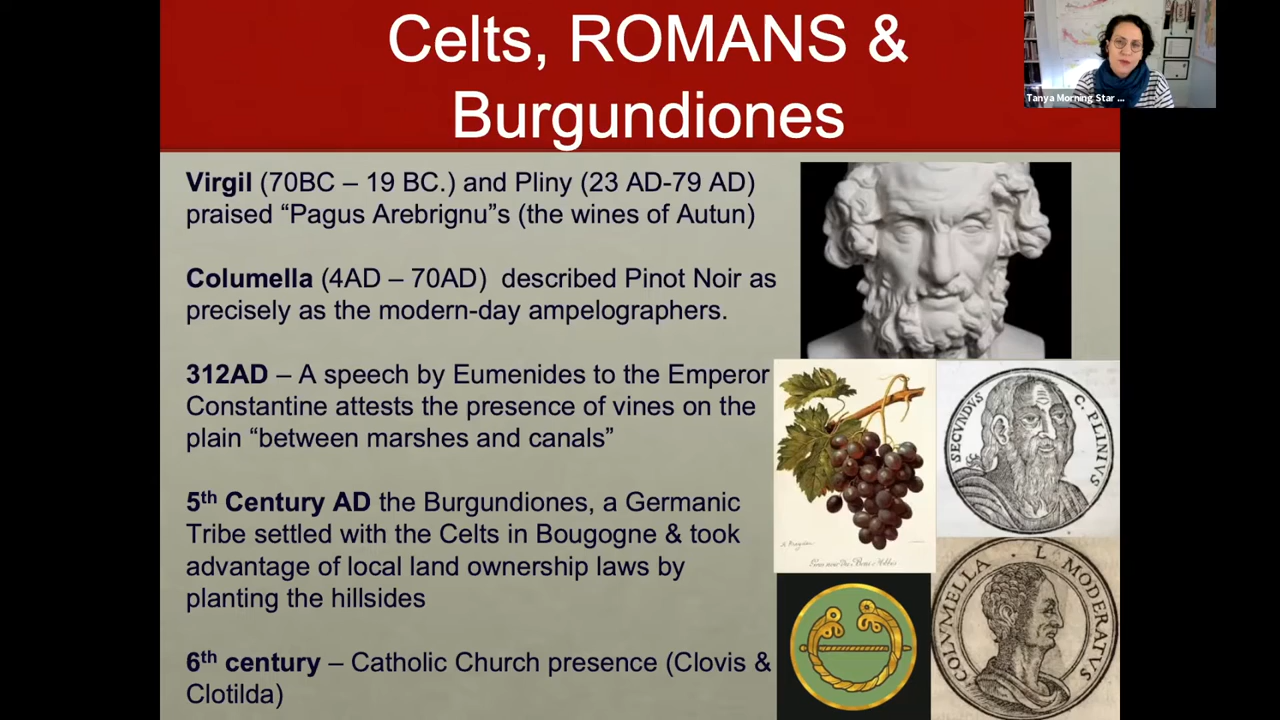 Celts, ROMANS &
Burgundiones
Tanya Morning Star ...
Virgil (70BC – 19 BC.) and Pliny (23 AD-79 AD)
praised “Pagus Arebrignu”s (the wines of Autun)
Columella (4AD – 70AD) described Pinot Noir as
precisely as the modern-day ampelographers.
312AD – A speech by Eumenides to the Emperor
Constantine attests the presence of vines on the
plain “between marshes and canals”
5th Century AD the Burgundiones, a Germanic
Tribe settled with the Celts in Bougogne & took
advantage of local land ownership laws by
planting the hillsides
6th century – Catholic Church presence (Clovis &
Clotilda)
SECVNDVS C. PLINIVS
COLVMELLA · L · MODERATVS